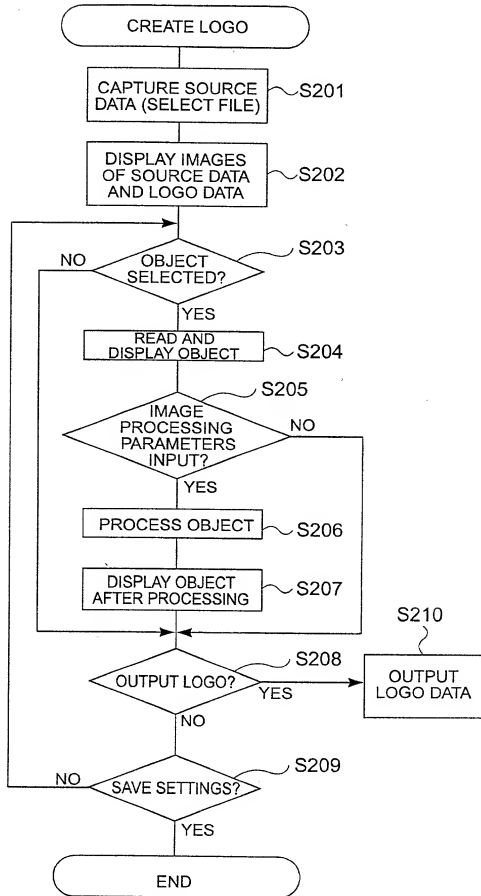 CREATE LOGO
CAPTURE SOURCE
DATA (SELECT FILE)
S201
DISPLAY IMAGES
OF SOURCE DATA
AND LOGO DATA
S202
S203
NO
OBJECT
SELECTED?
YES
READ AND
DISPLAY OBJECT
S204
S205
IMAGE
PROCESSING
PARAMETERS
INPUT?
NO
YES
PROCESS OBJECT
S206
DISPLAY OBJECT
AFTER PROCESSING
S207
S210
S208
OUTPUT LOGO?
YES
OUTPUT
LOGO DATA
NO
S209
NO
SAVE SETTINGS?
YES
END